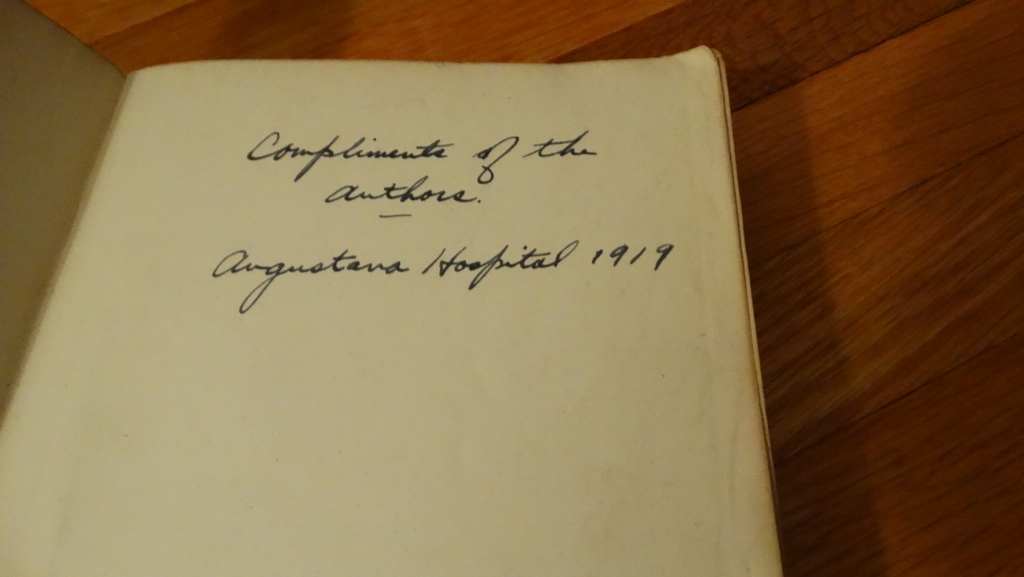 Compliments of the
authors.
Augustana Hospital 1919